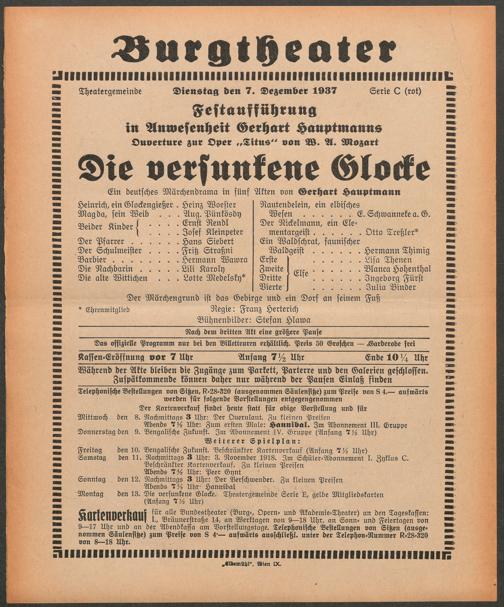 Burgtheater
Theatergemeinde Dienstag den 7. Dezember 1937 Serie C (rot)
Festaufführung
in Anwesenheit Gerhart Hauptmanns
Ouverture zur Oper „Titus“ von W. A. Mozart
Die versunkene Glocke
Ein deutsches Märchendrama in fünf Akten von Gerhart Hauptmann
Heinrich, ein Glockengießer . Heinz Woester
Magda, sein Weib . . . Aug. Pünkösdy
Beider Kinder { . . . . Ernst Rendl
. . . . Josef Kleinpeter
Der Pfarrer . . . . . Hans Siebert
Der Schulmeister . . . Fritz Straßni
Barbier . . . . . . Hermann Wawra
Die Nachbarin . . . . Lili Karoly
Die alte Wittichen . . . Lotte Medelsky*
Rautendelein, ein elbisches
Wesen . . . . . . E. Schwanneke a. G.
Der Nickelmann, ein Ele-
mentargeist . . . . . Otto Treßler*
Ein Waldschrat, faunischer
Waldgeist . . . . . Hermann Thimig
Erste } . . . . . Lisa Thenen
Zweite } Elfe . . . . Blanca Hohenthal
Dritte } . . . . Ingeborg Fürst
Vierte } . . . . . Julia Binder
Der Märchengrund ist das Gebirge und ein Dorf an seinem Fuß
* Ehrenmitglied Regie: Franz Herterich
Bühnenbilder: Stefan Hlawa
Nach dem dritten Akt eine größere Pause
Das offizielle Programm nur bei den Billetteuren erhältlich. Preis 50 Groschen — Garderobe frei
Kassen-Eröffnung vor 7 Uhr Anfang 7½ Uhr Ende 10¼ Uhr
Während der Akte bleiben die Zugänge zum Parkett, Parterre und den Galerien geschlossen.
Zuspätkommende können daher nur während der Pausen Einlaß finden
Telephonische Bestellungen von Sitzen, R-28-320 (ausgenommen Säulensitze) zum Preise von S 4.— aufwärts
werden für folgende Vorstellungen entgegengenommen
Der Kartenverkauf findet heute statt für obige Vorstellung und für
Mittwoch den 8. Nachmittags 3 Uhr: Der Querulant. Zu kleinen Preisen
Abends 7½ Uhr: Zum ersten Male: Hannibal. Im Abonnement III. Gruppe
Donnerstag den 9. Bengalische Zukunft. Im Abonnement IV. Gruppe (Anfang 7½ Uhr)
Weiterer Spielplan:
Freitag den 10. Bengalische Zukunft. Beschränkter Kartenverkauf (Anfang 7½ Uhr)
Samstag den 11. Nachmittags 3 Uhr: 3. November 1918. Im Schüler-Abonnement I. Zyklus C.
Beschränkter Kartenverkauf. Zu kleinen Preisen
Abends 7½ Uhr: Peer Gynt
Sonntag den 12. Nachmittags 3 Uhr: Der Verschwender. Zu kleinen Preisen
Abends 7½ Uhr: Hannibal
Montag den 13. Die versunkene Glocke. Theatergemeinde Serie E, gelbe Mitgliedskarten
(Anfang 7½ Uhr)
Kartenverkauf für alle Bundestheater (Burg-, Opern- und Akademie-Theater) an den Tageskassen:
I., Bräunerstraße 14, an Werktagen von 9—18 Uhr, an Sonn- und Feiertagen von
9—17 Uhr und an der Abendkassa am Vorstellungstage. Telephonische Bestellungen von Sitzen (ausge-
nommen Säulensitze) zum Preise von S 4·— aufwärts ausschließl. unter der Telephon-Nummer R-28-320
von 8—18 Uhr.
„Elbemühl“, Wien IX.